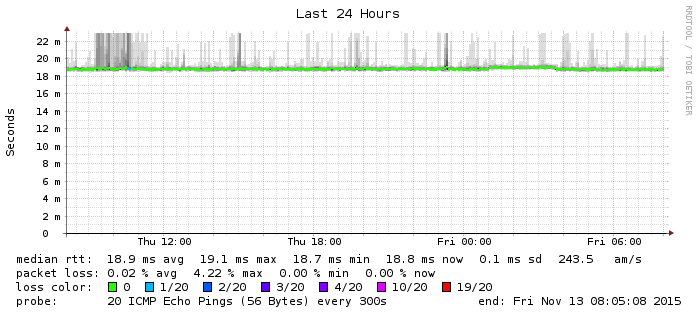 Last 24 Hours
RRDTOOL / TOBI OETIKER
Seconds
22 m
20 m
18 m
16 m
14 m
12 m
10 m
8 m
6 m
4 m
2 m
0
Thu 12:00 Thu 18:00 Fri 00:00 Fri 06:00
median rtt: 18.9 ms avg 19.1 ms max 18.7 ms min 18.8 ms now 0.1 ms sd 243.5 am/s
packet loss: 0.02 % avg 4.22 % max 0.00 % min 0.00 % now
loss color: 0 1/20 2/20 3/20 4/20 10/20 19/20
probe: 20 ICMP Echo Pings (56 Bytes) every 300s end: Fri Nov 13 08:05:08 2015